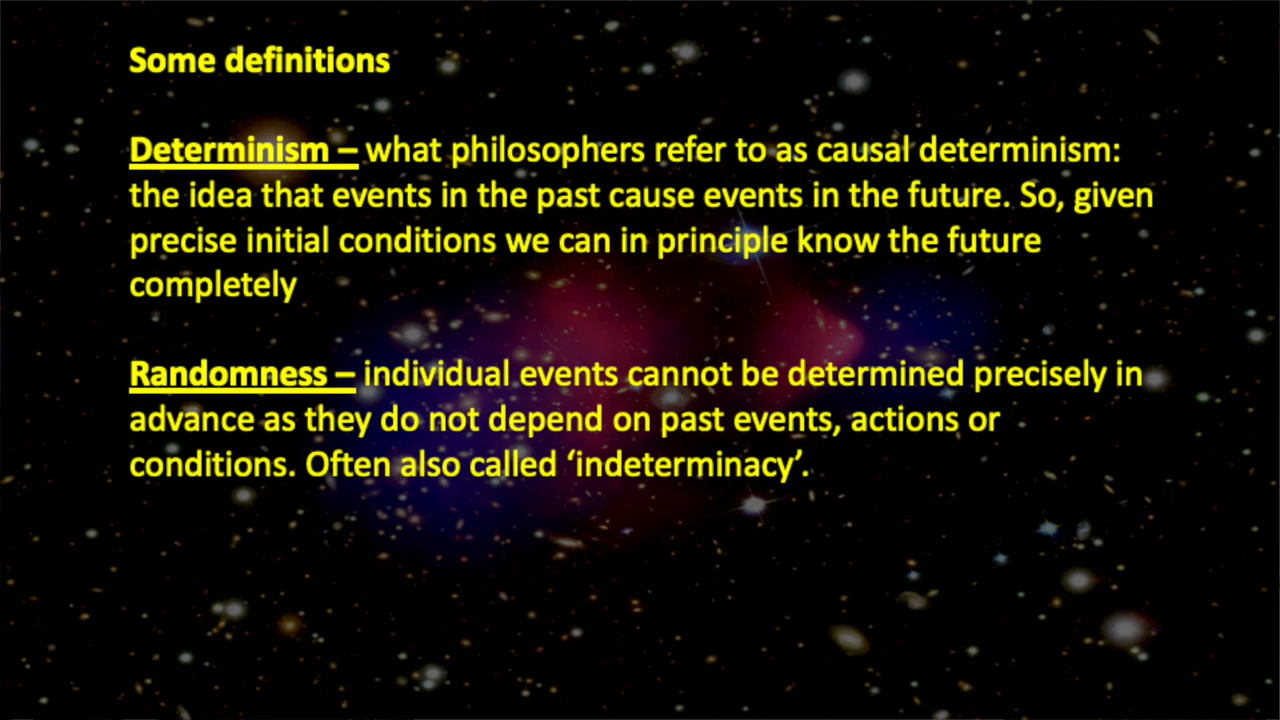 Some definitions
Determinism – what philosophers refer to as causal determinism:
the idea that events in the past cause events in the future. So, given
precise initial conditions we can in principle know the future
completely
Randomness – individual events cannot be determined precisely in
advance as they do not depend on past events, actions or
conditions. Often also called ‘indeterminacy’.